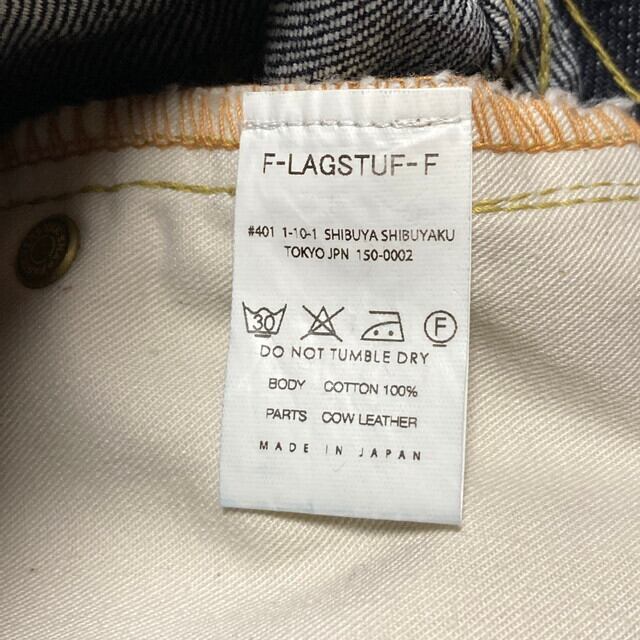 F-LAGSTUF-F
#401 1-10-1 SHIBUYA SHIBUYAKU
TOKYO JPN 150-0002
30 F
DO NOT TUMBLE DRY
BODY COTTON 100%
PARTS COW LEATHER
MADE IN JAPAN